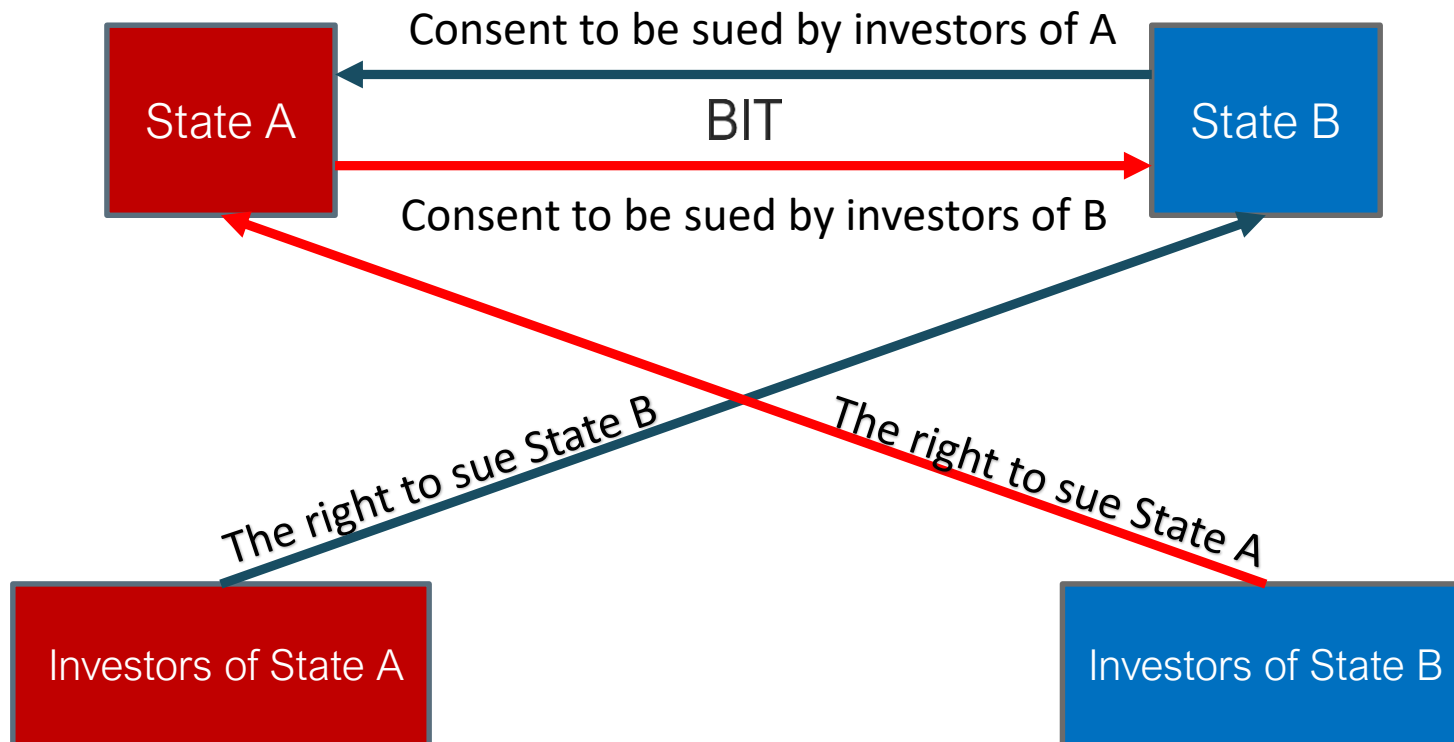 Consent to be sued by investors of A
State A
BIT
State B
Consent to be sued by investors of B
The right to sue State B
The right to sue State A
Investors of State A
Investors of State B